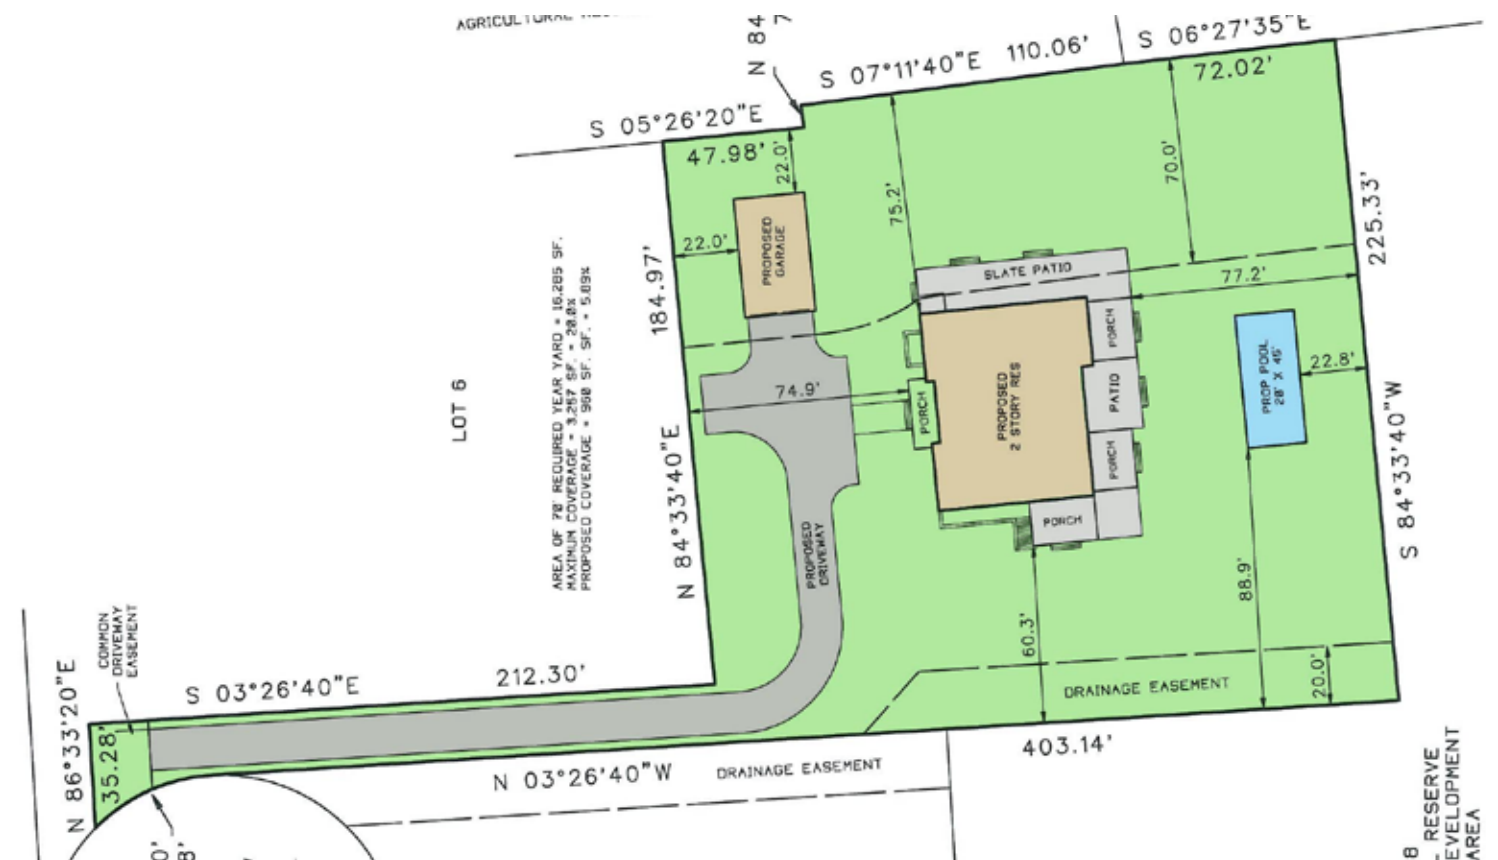 AGRICULTURAL
N 84
S 07°11'40"E 110.06'
S 06°27'35"E
72.02'
S 05°26'20"E
47.98'
22.0'
75.2'
70.0'
225.33'
22.0'
PROPOSED
GARAGE
SLATE PATIO
77.2'
184.97'
PORCH
PROP POOL
20' X 45'
22.8'
AREA OF 70' REQUIRED YEAR YARD = 16,285 SF.
MAXIMUM COVERAGE = 3,257 SF. = 20.0%
PROPOSED COVERAGE = 960 SF. SF. = 5.89%
LOT 6
74.9'
PORCH
PROPOSED
2 STORY RES
PATIO
PORCH
PORCH
N 84°33'40"E
S 84°33'40"W
PROPOSED
DRIVEWAY
60.3'
88.9'
20.0'
DRAINAGE EASEMENT
COMMON
DRIVEWAY
EASEMENT
S 03°26'40"E 212.30'
N 86°33'20"E
35.28'
403.14'
N 03°26'40"W
DRAINAGE EASEMENT
8
- RESERVE
EVELOPMENT
AREA
0'
8'